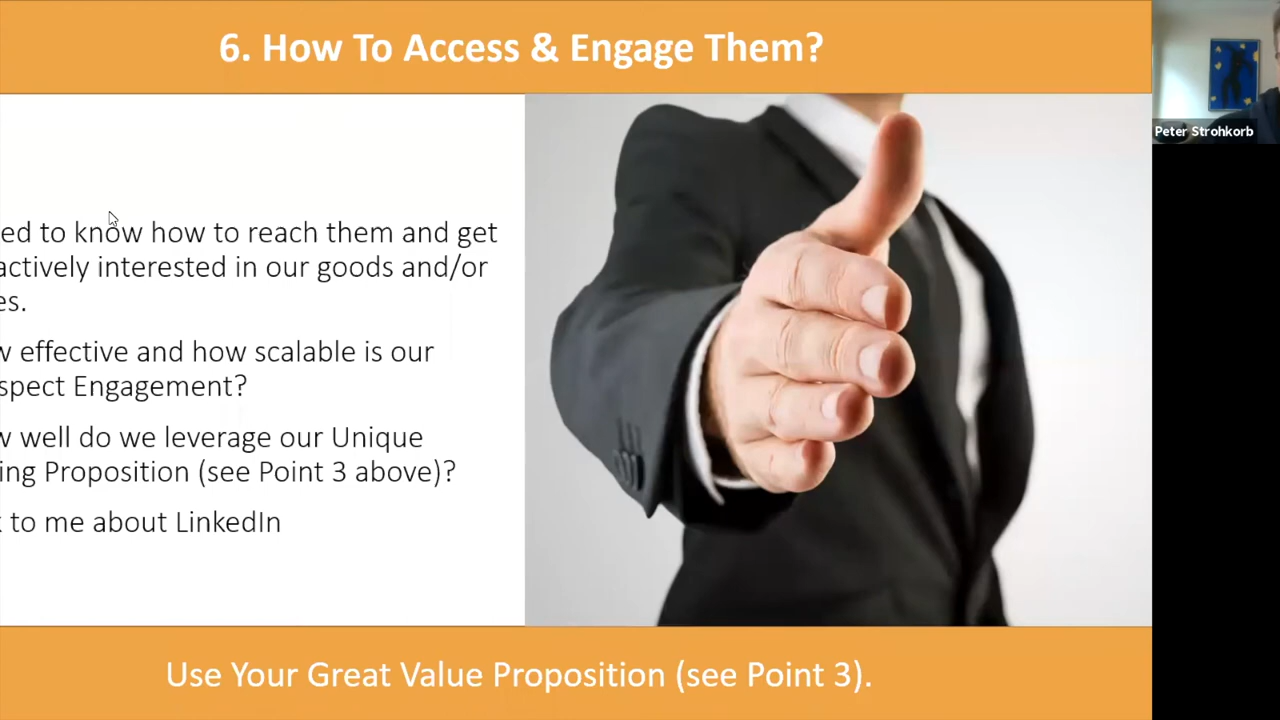 6. How To Access & Engage Them?
ed to know how to reach them and get
actively interested in our goods and/or
es.
w effective and how scalable is our
spect Engagement?
w well do we leverage our Unique
ing Proposition (see Point 3 above)?
to me about LinkedIn
Use Your Great Value Proposition (see Point 3).
Peter Strohkorb